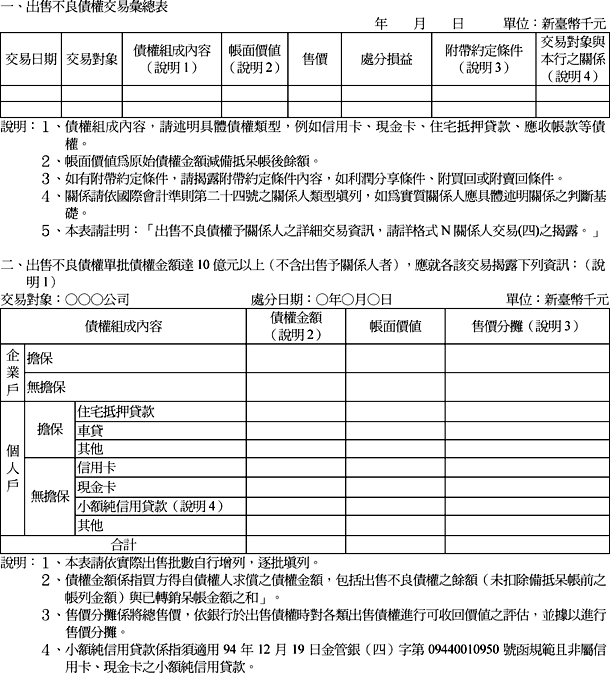 一、出售不良債權交易彙總表
年　　月　　日　　單位：新臺幣千元
交易日期 交易對象 債權組成內容（說明1） 帳面價值（說明2） 售價 處分損益 附帶約定條件（說明3） 交易對象與本行之關係（說明4）
說明：1、債權組成內容，請述明具體債權類型，例如信用卡、現金卡、住宅抵押貸款、應收帳款等債
權。
2、帳面價值爲原始債權金額減備抵呆帳後餘額。
3、如有附帶約定條件，請揭露附帶約定條件內容，如利潤分享條件、附買回或附賣回條件。
4、關係請依國際會計準則第二十四號之關係人類型填列，如爲實質關係人應具體述明關係之判斷基
礎。
5、本表請註明：「出售不良債權予關係人之詳細交易資訊，請詳格式N關係人交易(四)之揭露。」
二、出售不良債權單批債權金額達10億元以上（不含出售予關係人者），應就各該交易揭露下列資訊：（說
明1）
交易對象：○○○公司　　處分日期：○年○月○日　　單位：新臺幣千元
債權組成內容 債權金額（說明2） 帳面價值 售價分攤（說明3）
企業戶 擔保
無擔保
個人戶 擔保 住宅抵押貸款
車貸
其他
無擔保 信用卡
現金卡
小額純信用貸款（說明4）
其他
合計
說明：1、本表請依實際出售批數自行增列，逐批填列。
2、債權金額係指買方得自債權人求償之債權金額，包括出售不良債權之餘額（未扣除備抵呆帳前之
帳列金額）與已轉銷呆帳金額之和」。
3、售價分攤係將總售價，依銀行於出售債權時對各類出售債權進行可收回價值之評估，並據以進行
售價分攤。
4、小額純信用貸款係指須適用94年12月19日金管銀（四）字第09440010950號函規範且非屬信
用卡、現金卡之小額純信用貸款。